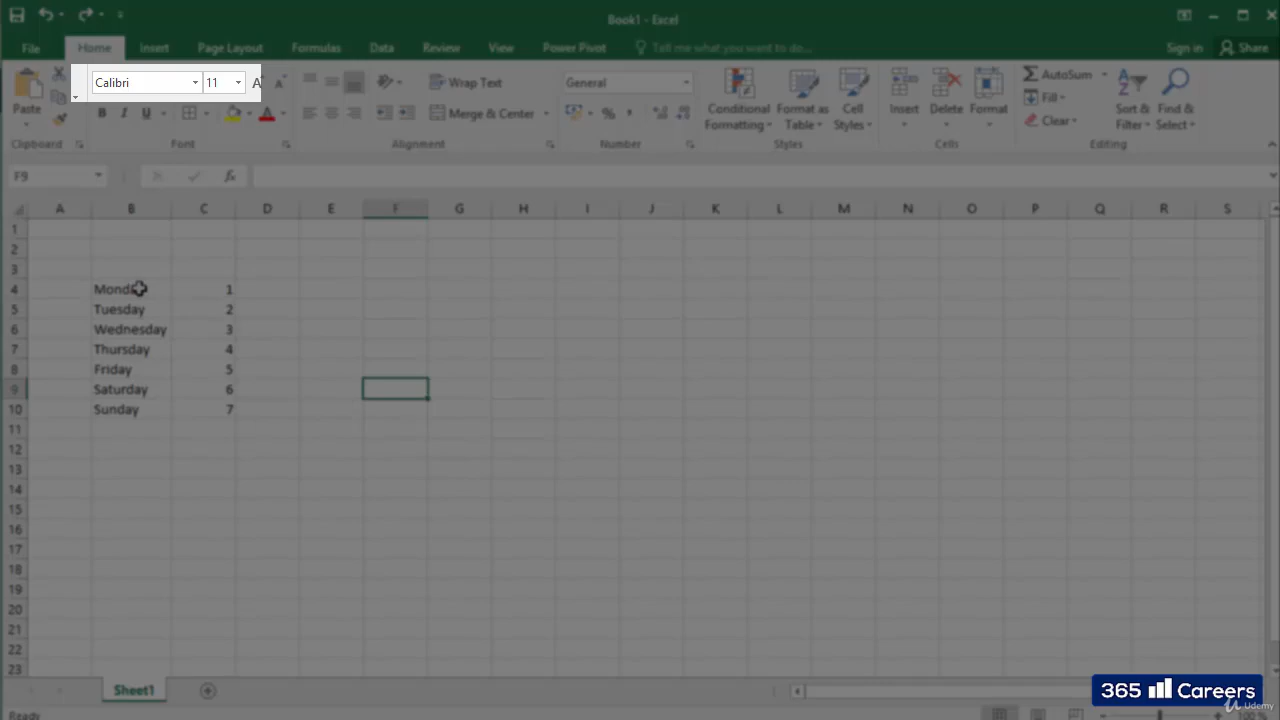 Book1 - Excel
File Home Insert Page Layout Formulas Data Review View Power Pivot Tell me what you want to do... Sign in Share
Calibri 11 A Wrap Text General Σ AutoSum
Paste B I U Merge & Center % Conditional Formatting Format as Table Cell Styles Insert Delete Format Fill Clear Sort & Filter Find & Select
Clipboard Font Alignment Number Styles Cells Editing
F9 fx
A B C D E F G H I J K L M N O P Q R S
1
2
3
4 Monday 1
5 Tuesday 2
6 Wednesday 3
7 Thursday 4
8 Friday 5
9 Saturday 6
10 Sunday 7
11
12
13
14
15
16
17
18
19
20
21
22
23
Sheet1
365 Careers
Udemy
Ready